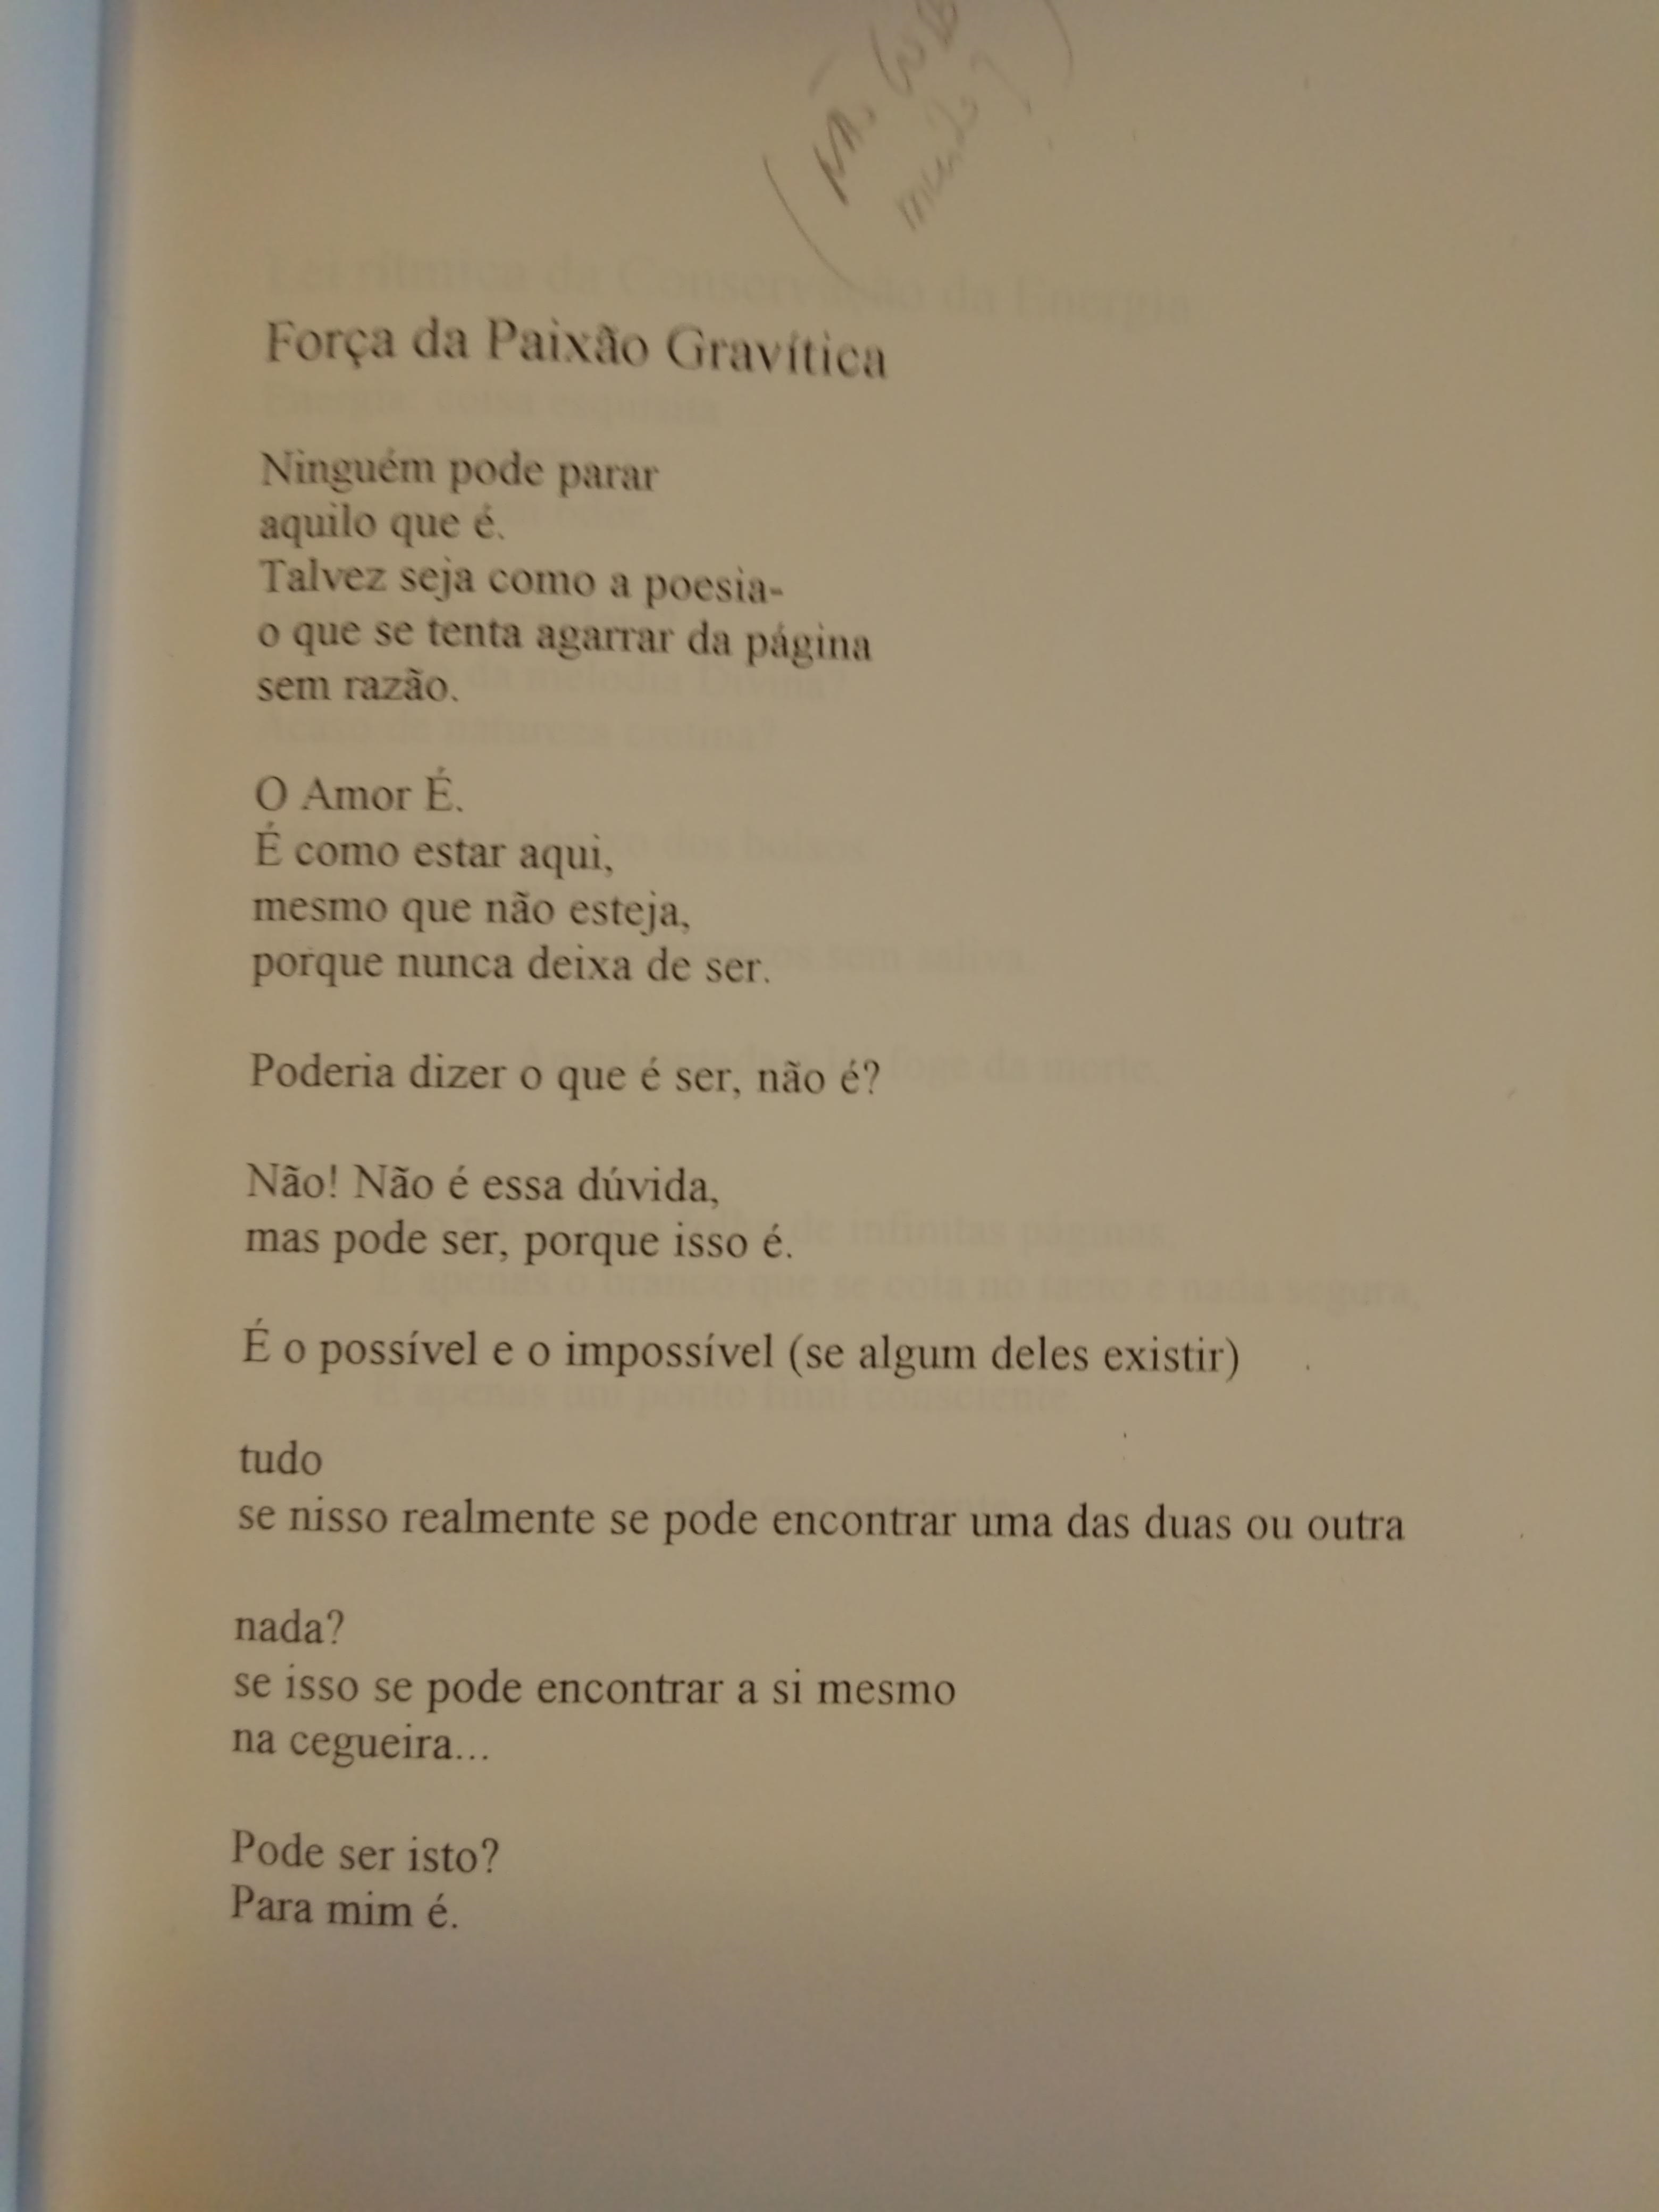 Força da Paixão Gravítica
Ninguém pode parar
aquilo que é.
Talvez seja como a poesia-
o que se tenta agarrar da página
sem razão.
O Amor É.
É como estar aqui,
mesmo que não esteja,
porque nunca deixa de ser.
Poderia dizer o que é ser, não é?
Não! Não é essa dúvida,
mas pode ser, porque isso é.
É o possível e o impossível (se algum deles existir)
tudo
se nisso realmente se pode encontrar uma das duas ou outra
nada?
se isso se pode encontrar a si mesmo
na cegueira...
Pode ser isto?
Para mim é.